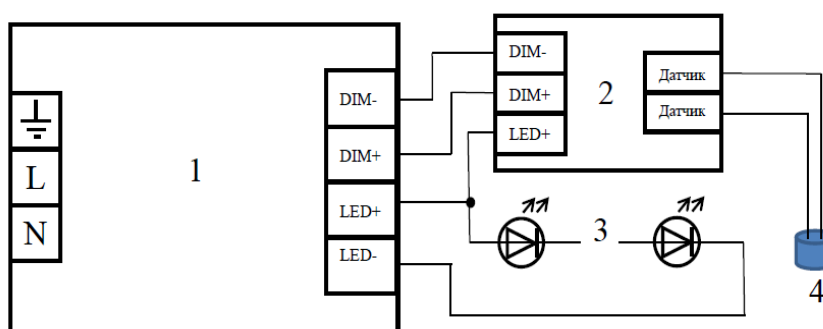 DIM-
DIM+
LED+
LED-
L
N
1
DIM-
DIM+
LED+
2
Датчик
Датчик
3
4